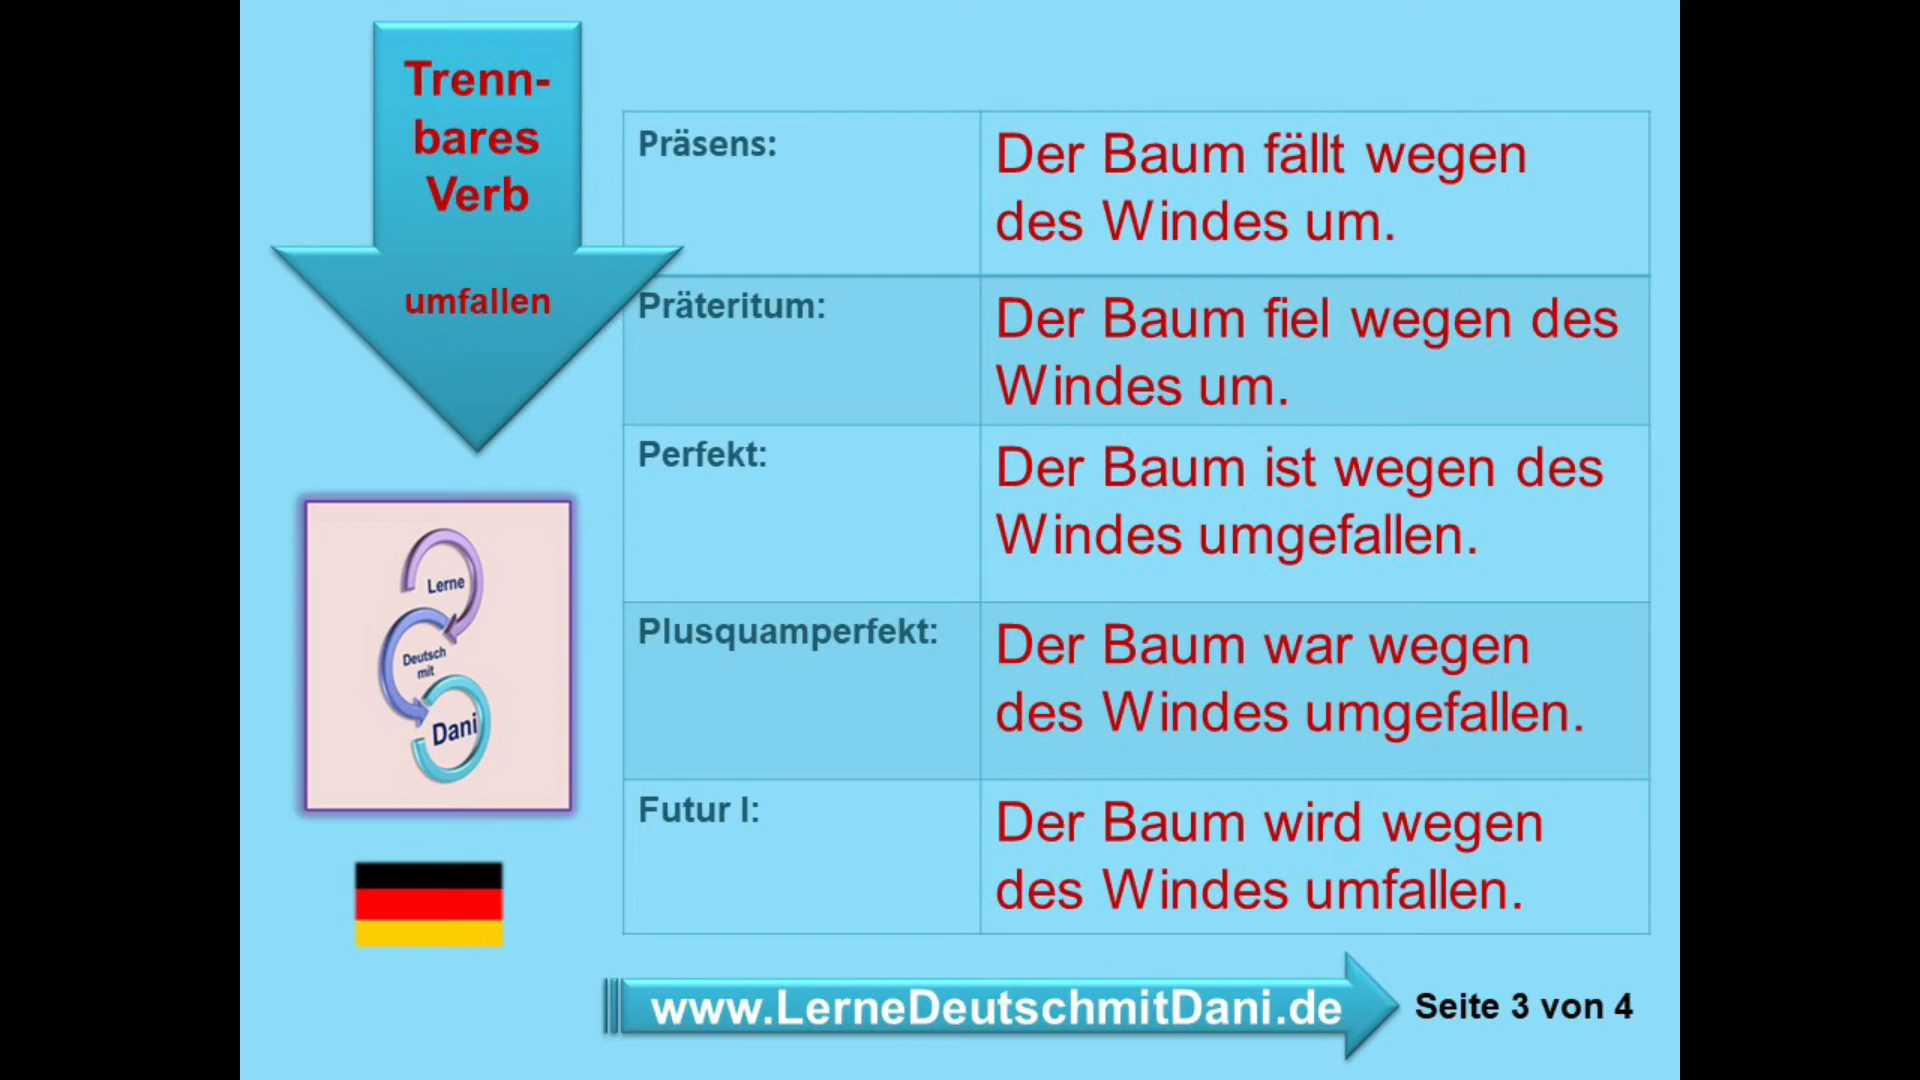 Trenn-
bares
Verb
umfallen
Präsens:
Der Baum fällt wegen
des Windes um.
Präteritum:
Der Baum fiel wegen des
Windes um.
Perfekt:
Der Baum ist wegen des
Windes umgefallen.
Plusquamperfekt:
Der Baum war wegen
des Windes umgefallen.
Futur I:
Der Baum wird wegen
des Windes umfallen.
Lerne
Deutsch
mit
Dani
www.LerneDeutschmitDani.de
Seite 3 von 4